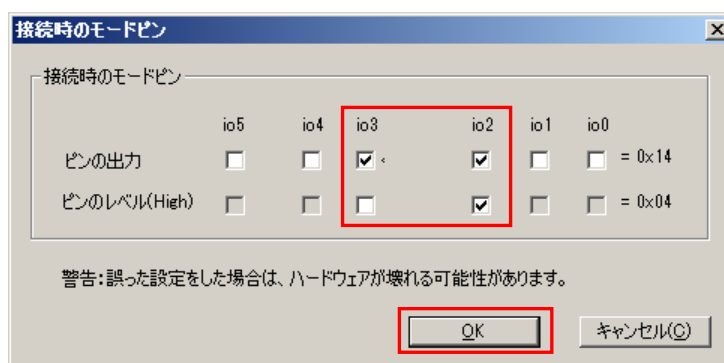 接続時のモードピン
接続時のモードピン
io5 io4 io3 io2 io1 io0
ピンの出力 = 0x14
ピンのレベル(High) = 0x04
警告:誤った設定をした場合は、ハードウェアが壊れる可能性があります。
OK キャンセル(C)